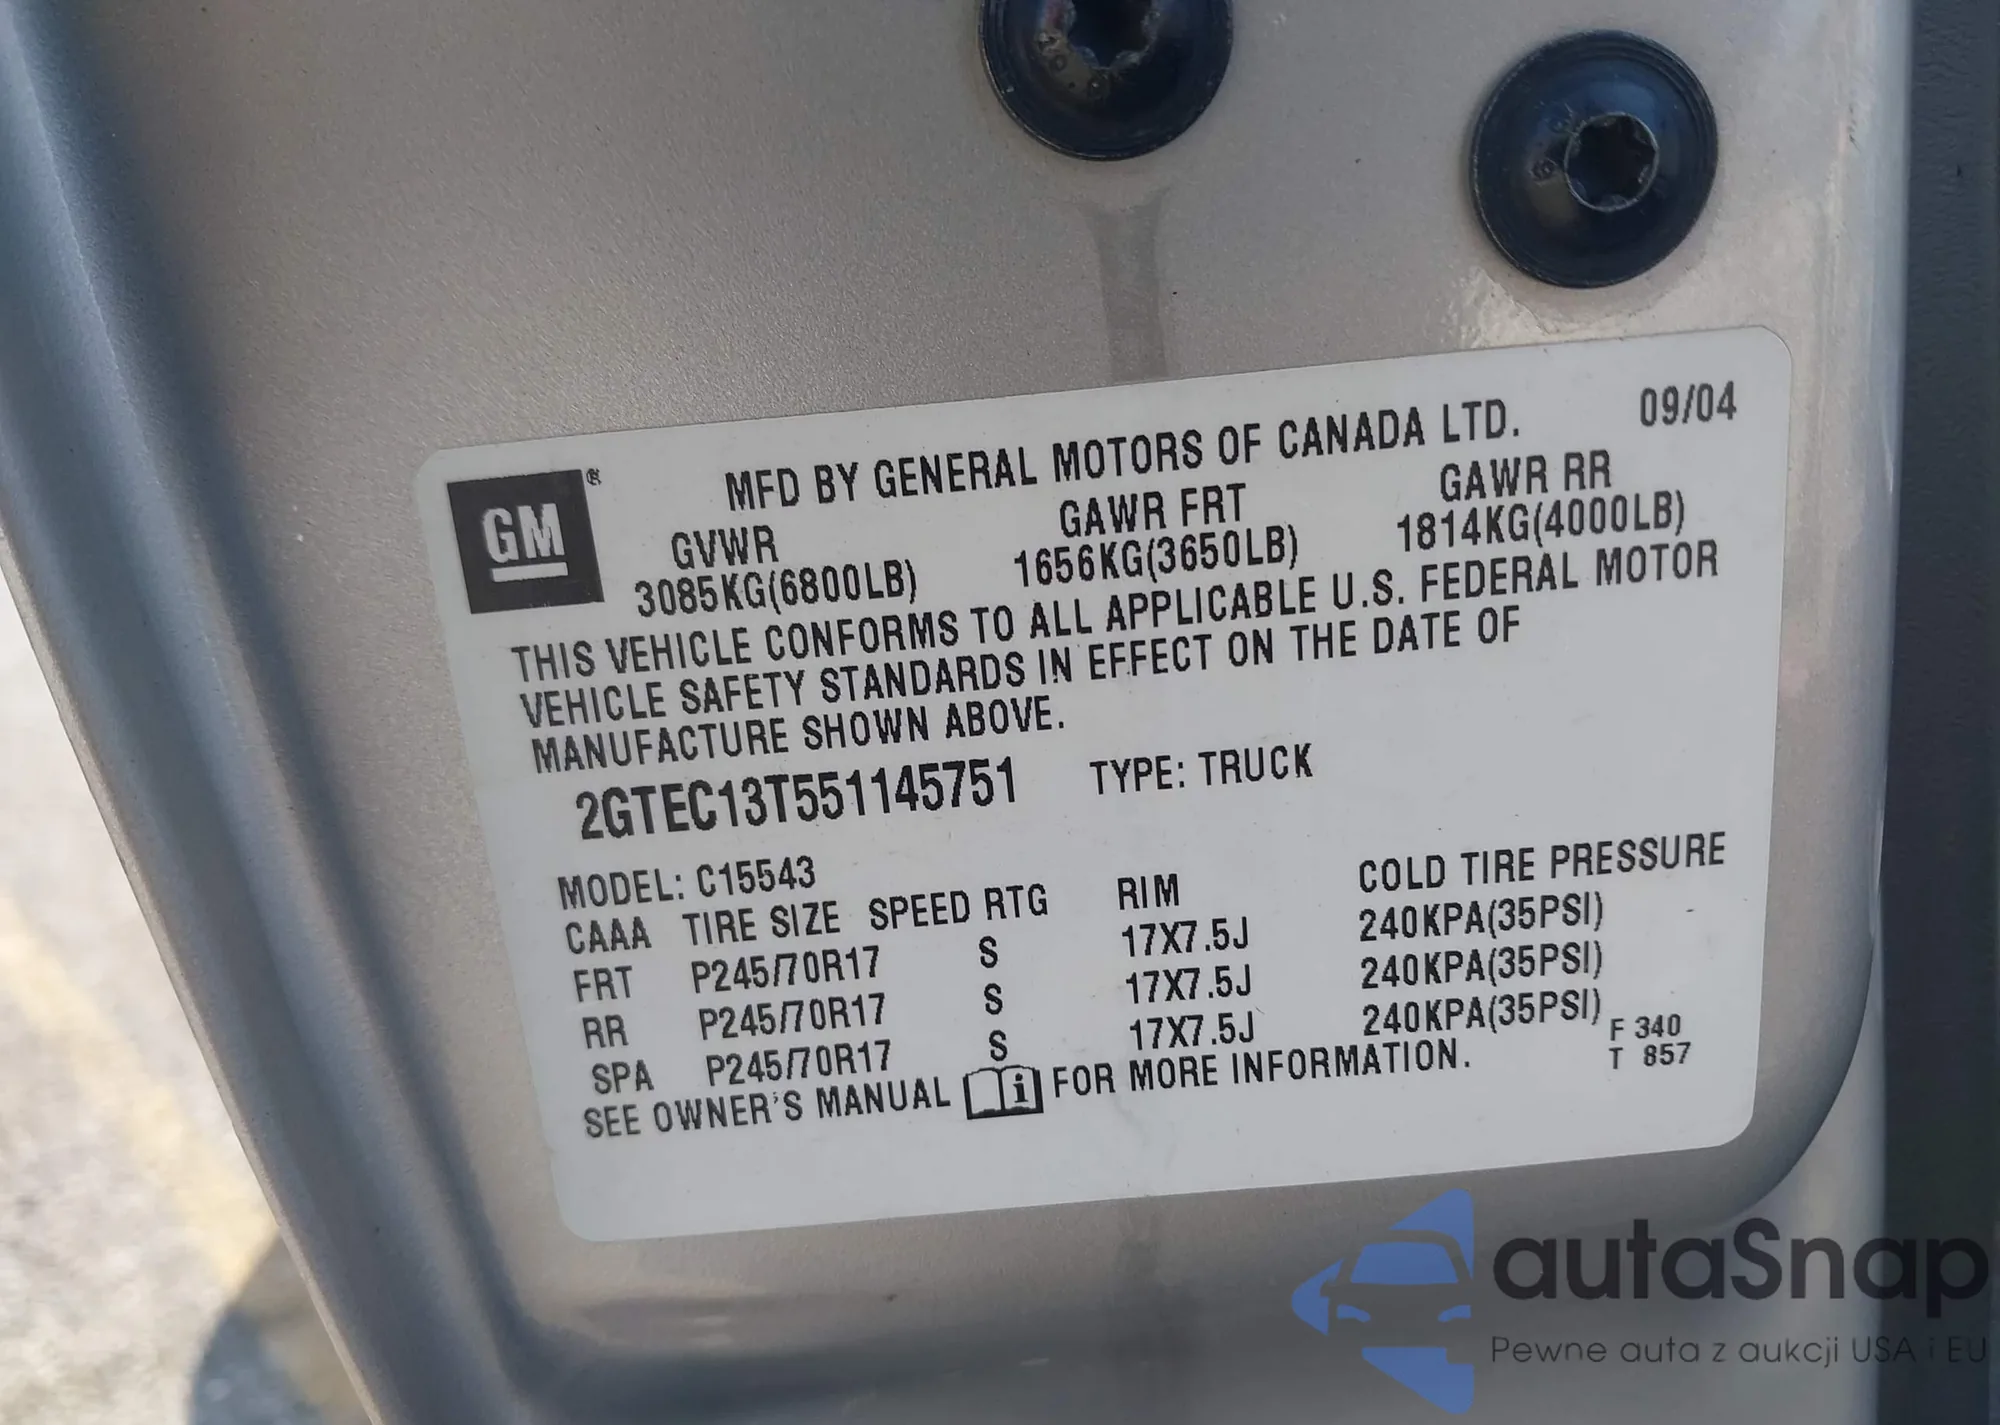 MFD BY GENERAL MOTORS OF CANADA LTD. 09/04
GM®
GVWR GAWR FRT GAWR RR
3085KG(6800LB) 1656KG(3650LB) 1814KG(4000LB)
THIS VEHICLE CONFORMS TO ALL APPLICABLE U.S. FEDERAL MOTOR
VEHICLE SAFETY STANDARDS IN EFFECT ON THE DATE OF
MANUFACTURE SHOWN ABOVE.
2GTEC13T551145751 TYPE: TRUCK
MODEL: C15543
CAAA TIRE SIZE SPEED RTG RIM COLD TIRE PRESSURE
FRT P245/70R17 S 17X7.5J 240KPA(35PSI)
RR P245/70R17 S 17X7.5J 240KPA(35PSI)
SPA P245/70R17 S 17X7.5J 240KPA(35PSI)
SEE OWNER'S MANUAL i FOR MORE INFORMATION.
F 340
T 857
autaSnap
Pewne auta z aukcji USA i EU